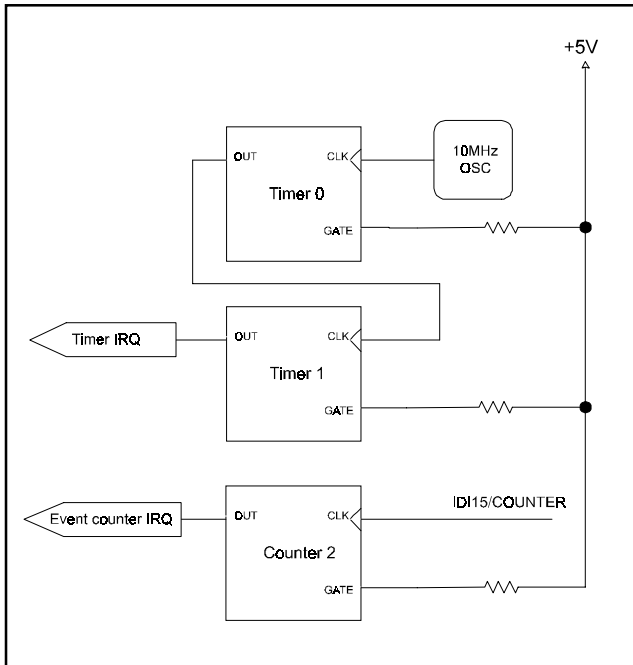 +5V
10MHz
OSC
OUT
CLK
Timer 0
GATE
Timer IRQ
OUT
CLK
Timer 1
GATE
IDI15/COUNTER
Event counter IRQ
OUT
CLK
Counter 2
GATE